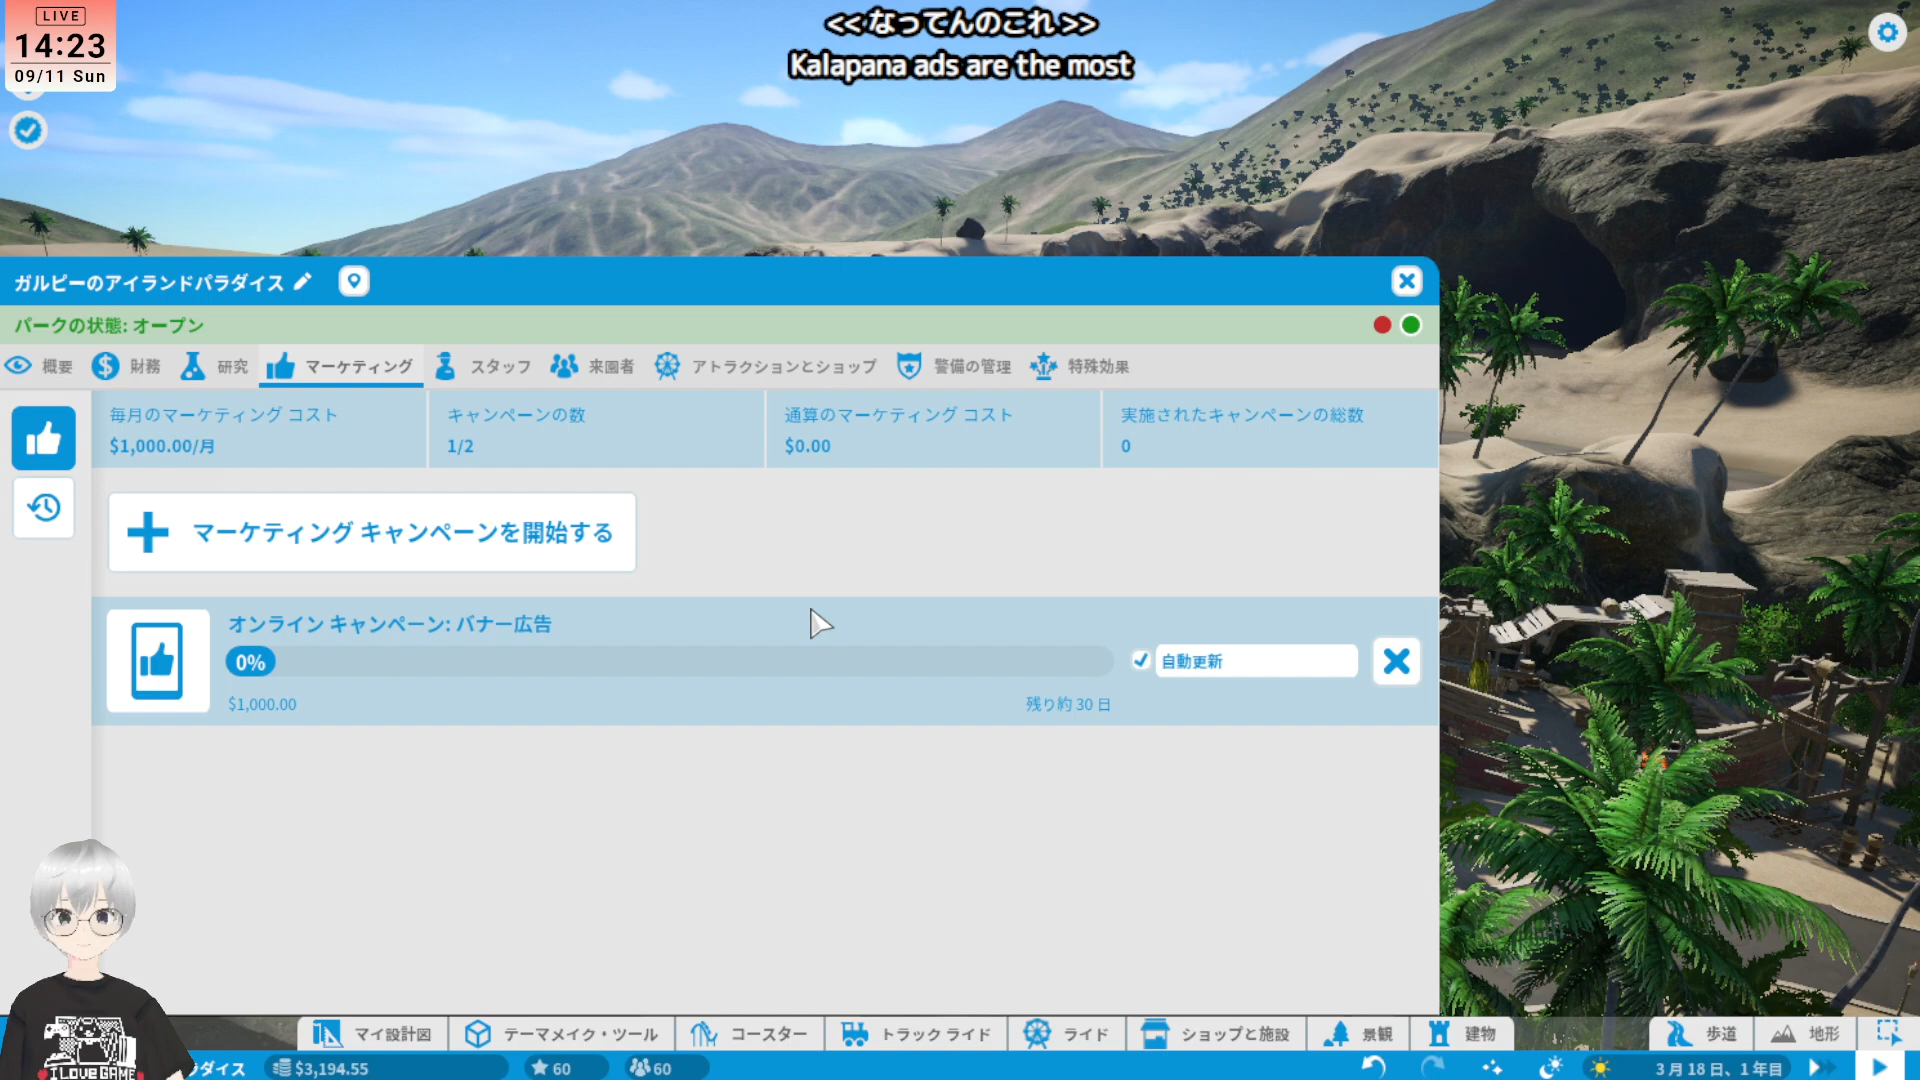 LIVE
14:23
09/11 Sun
<<なってんのこれ>>
Kalapana ads are the most
ガルピーのアイランドパラダイス
パークの状態: オープン
概要
財務
研究
マーケティング
スタッフ
来園者
アトラクションとショップ
警備の管理
特殊効果
毎月のマーケティング コスト
$1,000.00/月
キャンペーンの数
1/2
通算のマーケティング コスト
$0.00
実施されたキャンペーンの総数
0
マーケティング キャンペーンを開始する
オンライン キャンペーン: バナー広告
0%
自動更新
$1,000.00
残り約 30 日
I LOVE GAME
マイ設計図
テーマメイク・ツール
コースター
トラック ライド
ライド
ショップと施設
景観
建物
歩道
地形
ラダイス
$3,194.55
60
60
3 月 18 日、1 年目